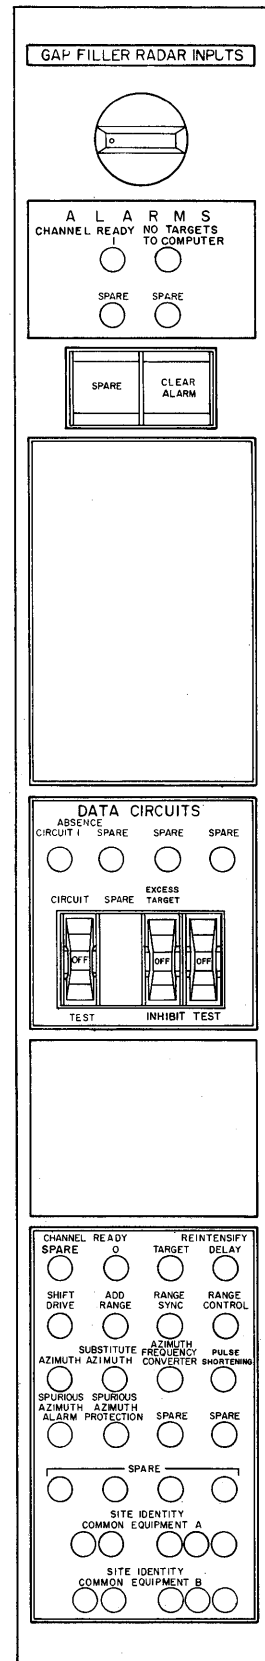 GAP FILLER RADAR INPUTS
A L A R M S
CHANNEL READY NO TARGETS
1 TO COMPUTER
SPARE SPARE
SPARE CLEAR
ALARM
DATA CIRCUITS
ABSENCE
CIRCUIT 1 SPARE SPARE SPARE
EXCESS
CIRCUIT SPARE TARGET
OFF OFF OFF
TEST INHIBIT TEST
CHANNEL READY REINTENSIFY
SPARE 0 TARGET DELAY
SHIFT ADD RANGE RANGE
DRIVE RANGE SYNC CONTROL
AZIMUTH
SUBSTITUTE FREQUENCY PULSE
AZIMUTH AZIMUTH CONVERTER SHORTENING
SPURIOUS SPURIOUS
AZIMUTH AZIMUTH
ALARM PROTECTION SPARE SPARE
SPARE
SITE IDENTITY
COMMON EQUIPMENT A
SITE IDENTITY
COMMON EQUIPMENT B